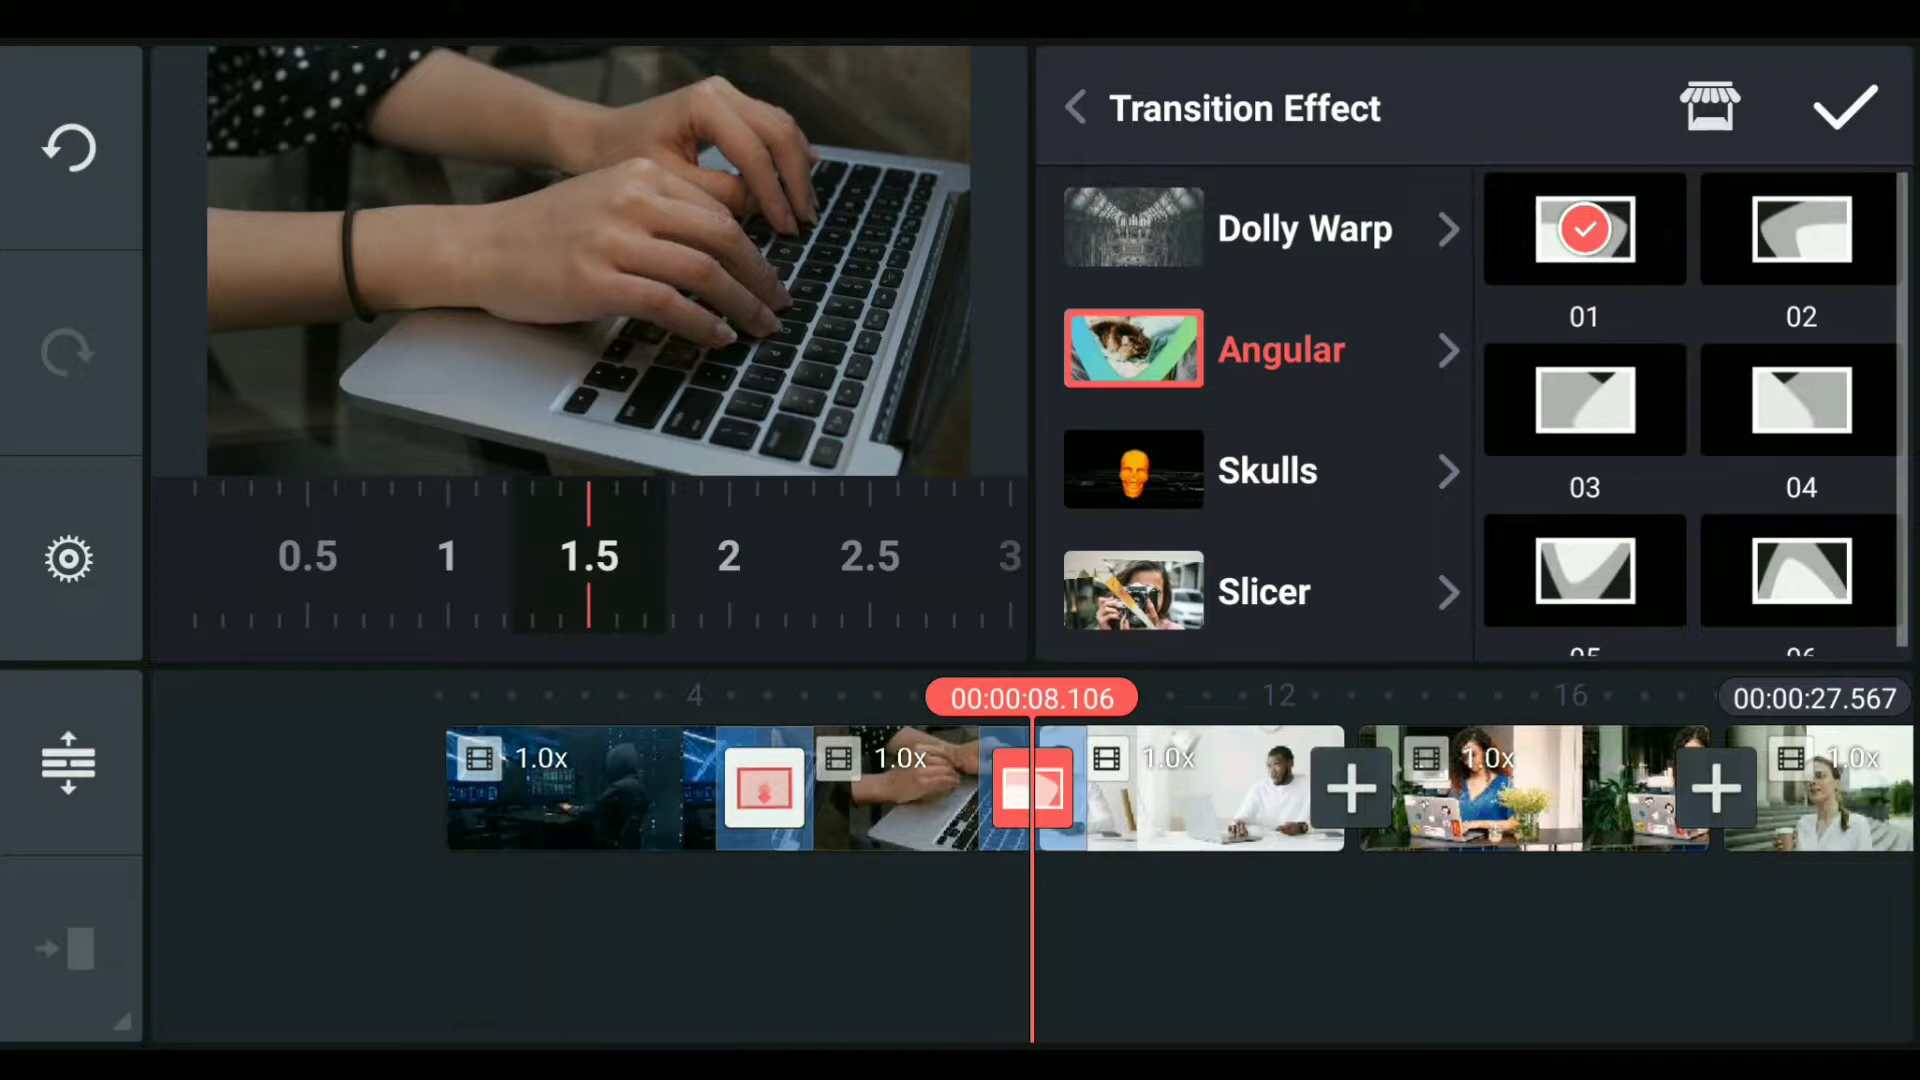 Transition Effect
Dolly Warp
Angular
Skulls
Slicer
01
02
03
04
05
06
0.5
1
1.5
2
2.5
3
4
00:00:08.106
12
16
00:00:27.567
1.0x
1.0x
1.0x
1.0x
1.0x